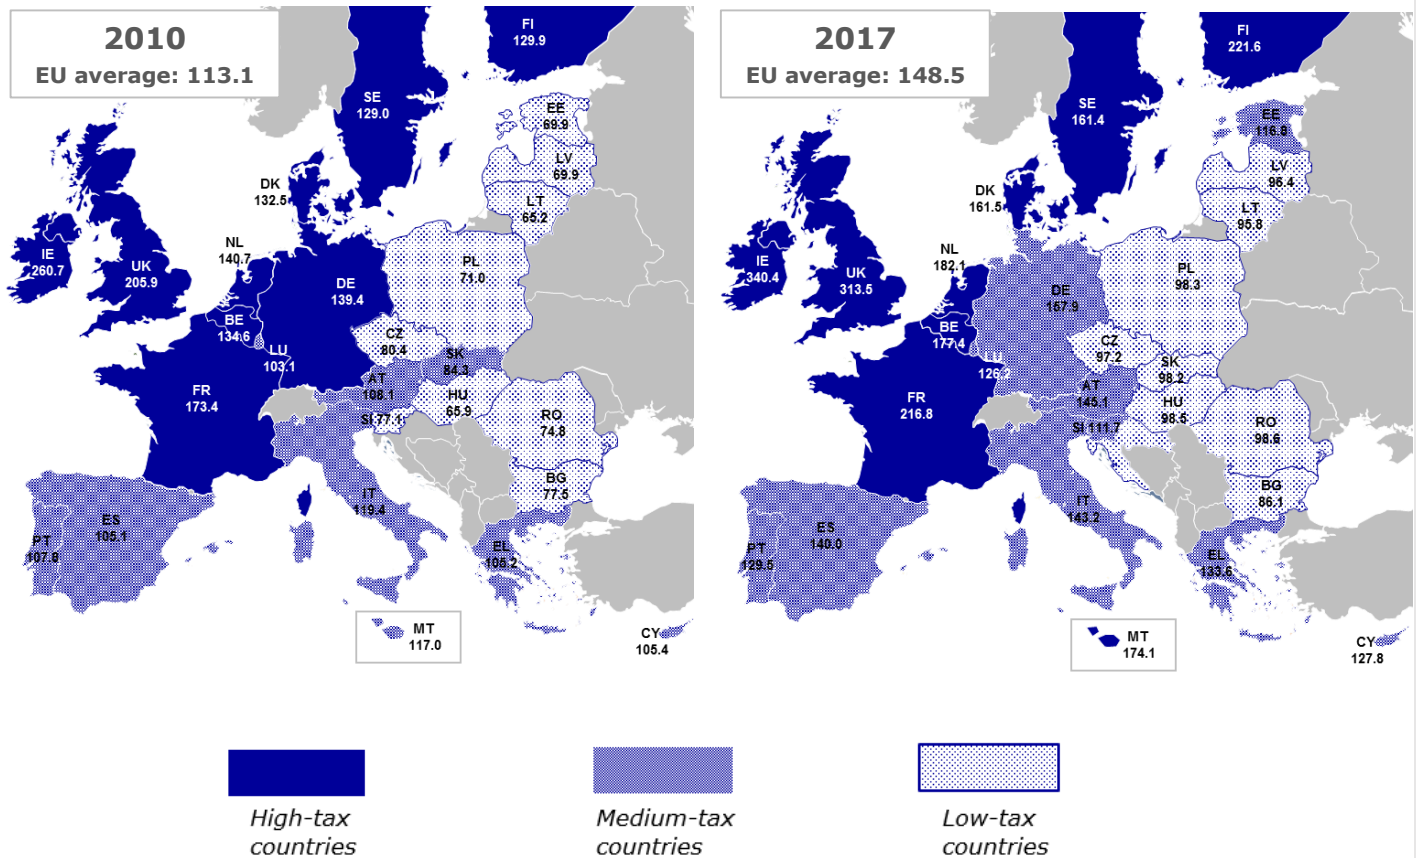 2010
EU average: 113.1
FI
129.9
SE
129.0
EE
69.9
LV
69.9
LT
65.2
DK
132.5
NL
140.7
IE
260.7
UK
205.9
DE
139.4
PL
71.0
BE
134.6
LU
103.1
CZ
80.4
SK
84.3
AT
108.1
HU
65.9
FR
173.4
SI 77.1
RO
74.8
BG
77.5
IT
119.4
ES
105.1
PT
107.8
EL
108.2
MT
117.0
CY
105.4
2017
EU average: 148.5
FI
221.6
SE
161.4
EE
116.8
LV
96.4
LT
95.8
DK
161.5
NL
182.1
IE
340.4
UK
313.5
DE
157.9
PL
98.3
BE
177.4
LU
126.2
CZ
97.2
SK
98.2
AT
145.1
HU
98.5
FR
216.8
SI 111.7
RO
98.6
BG
86.1
IT
143.2
ES
140.0
PT
129.5
EL
133.6
MT
174.1
CY
127.8
High-tax
countries
Medium-tax
countries
Low-tax
countries